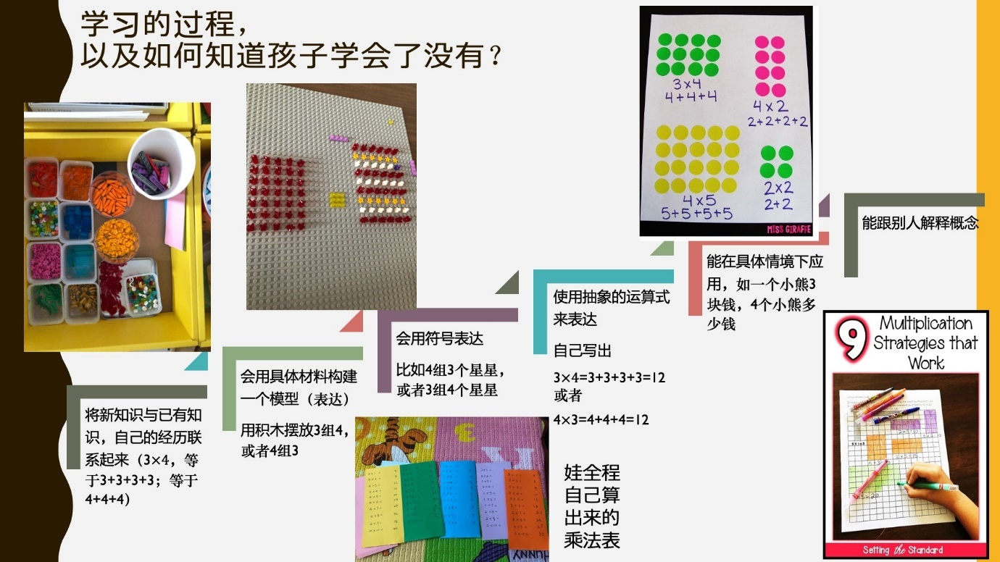 学习的过程，
以及如何知道孩子学会了没有？
3×4
4+4+4
4×2
2+2+2+2
4×5
5+5+5+5
2×2
2+2
MISS GIRAFFE
将新知识与已有知
识，自己的经历联
系起来（3×4，等
于3+3+3+3；等于
4+4+4）
会用具体材料构建
一个模型（表达）
用积木摆放3组4，
或者4组3
会用符号表达
比如4组3个星星，
或者3组4个星星
使用抽象的运算式
来表达
自己写出
3×4=3+3+3+3=12
或者
4×3=4+4+4=12
能在具体情境下应
用，如一个小熊3
块钱，4个小熊多
少钱
能跟别人解释概念
娃全程
自己算
出来的
乘法表
9 Multiplication
Strategies that
Work
Setting the Standard